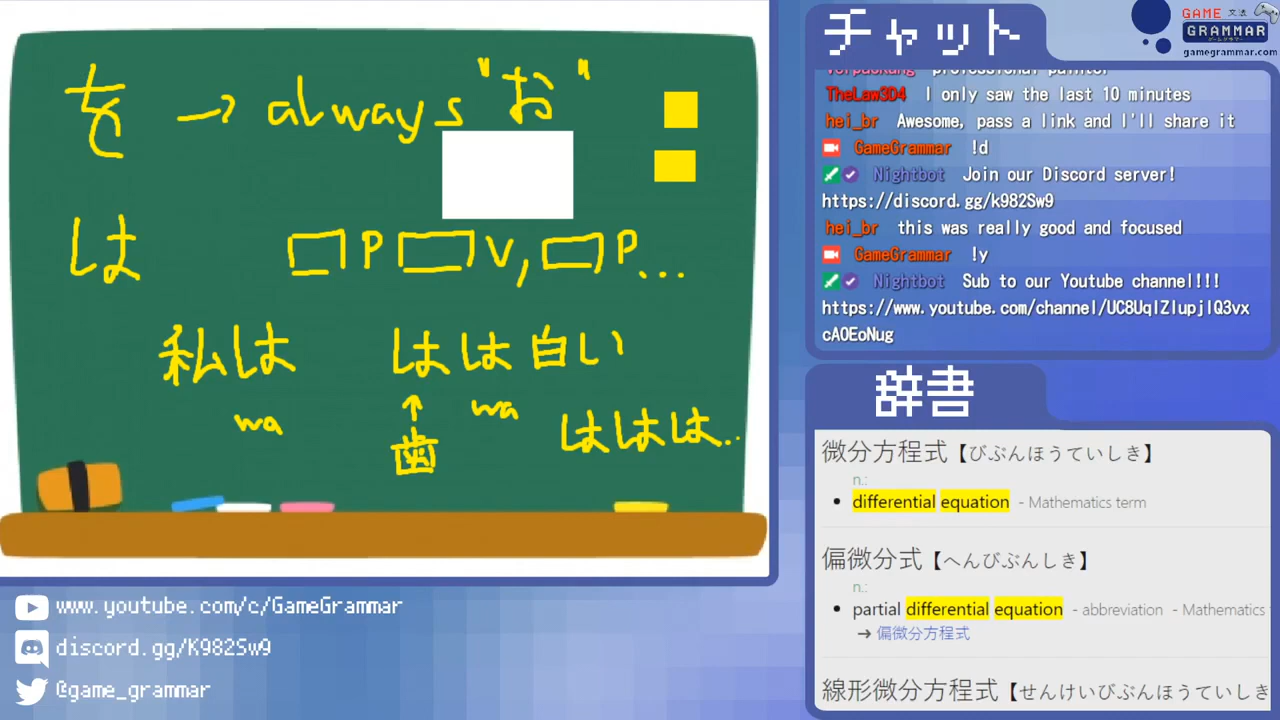 を → always "お"
は □P□V, □P...
私は はは白い
wa ↑ wa
歯 ははは..
チャット
GAME 文法
GRAMMAR
gamegrammar.com
professional painter
TheLaw3D4 I only saw the last 10 minutes
hei_br Awesome, pass a link and I'll share it
GameGrammar !d
Nightbot Join our Discord server!
https://discord.gg/k982Sw9
hei_br this was really good and focused
GameGrammar !y
Nightbot Sub to our Youtube channel!!!!
https://www.youtube.com/channel/UC8UqlZlupjlQ3vx
cA0EoNug
辞書
微分方程式【びぶんほうていしき】
n.:
differential equation - Mathematics term
偏微分式【へんびぶんしき】
n.:
partial differential equation - abbreviation - Mathematics
→ 偏微分方程式
線形微分方程式【せんけいびぶんほうていしき
www.youtube.com/c/GameGrammar
discord.gg/K982Sw9
@game_grammar